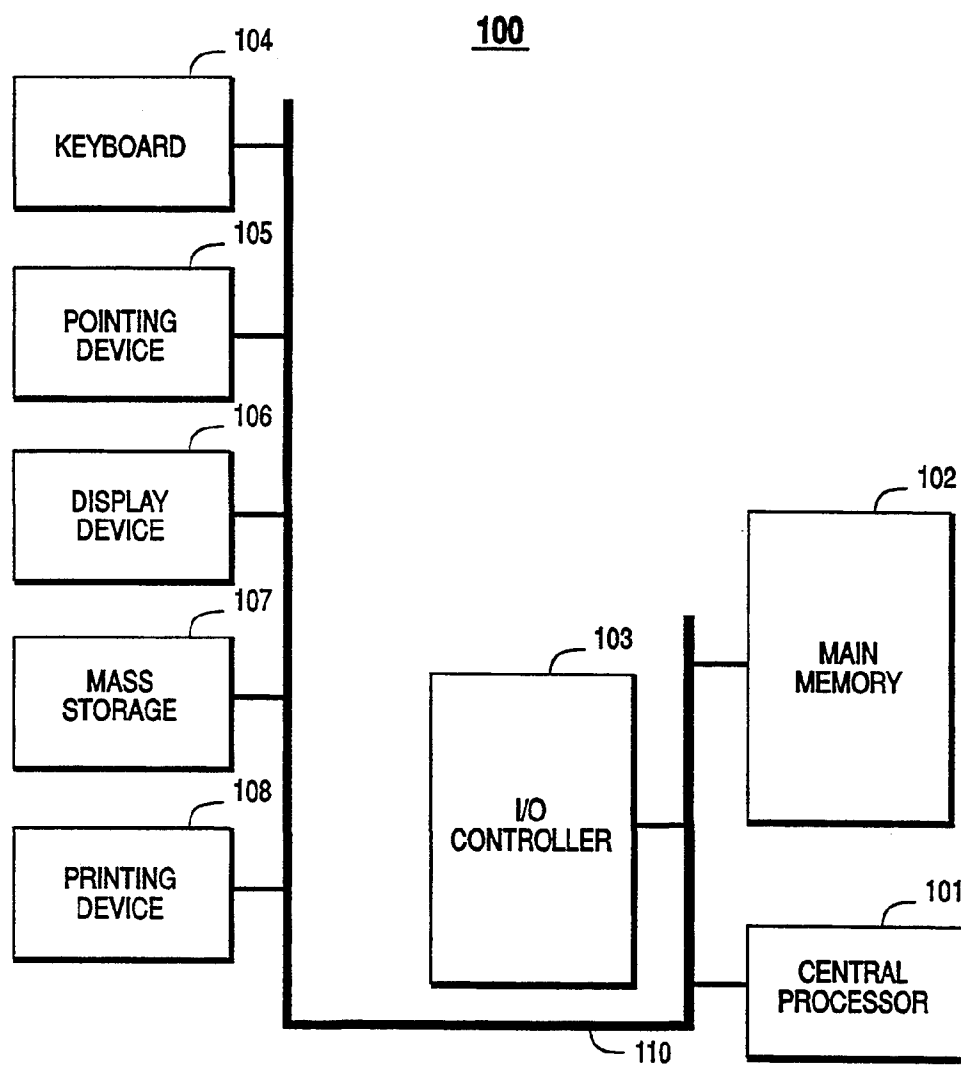 100
104
KEYBOARD
105
POINTING
DEVICE
106
DISPLAY
DEVICE
107
MASS
STORAGE
108
PRINTING
DEVICE
102
MAIN
MEMORY
103
I/O
CONTROLLER
101
CENTRAL
PROCESSOR
110